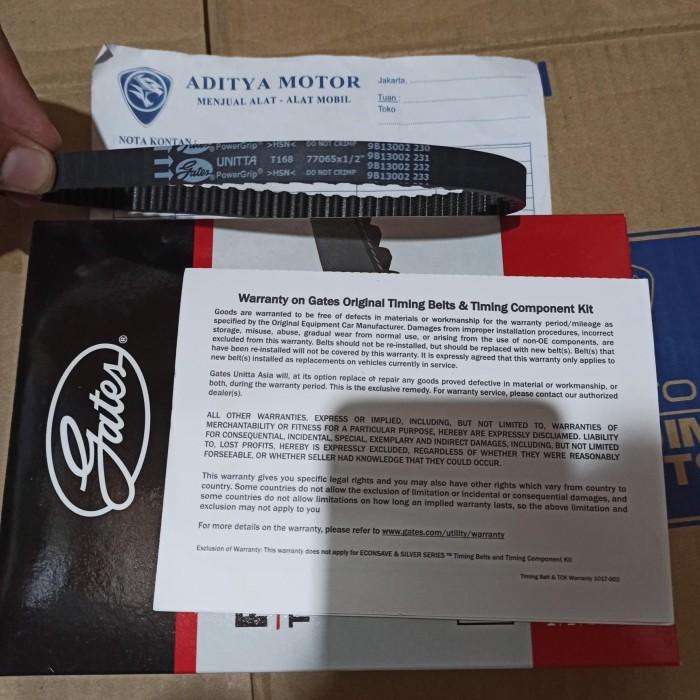 ADITYA MOTOR
MENJUAL ALAT - ALAT MOBIL
Jakarta,
Tuan :
Toko
NOTA KONTAN
PowerGrip® >HSN< DO NOT CRIMP 9B13002 230
UNITTA T168 77065x1/2" 9B13002 231
9B13002 232
Gates PowerGrip® >HSN< DO NOT CRIMP 9B13002 233
Gates®
Warranty on Gates Original Timing Belts & Timing Component Kit
Goods are warranted to be free of defects in materials or workmanship for the warranty period/mileage as
specified by the Original Equipment Car Manufacturer. Damages from improper installation procedures, incorrect
storage, misuse, abuse, gradual wear from normal use, or arising from the use of non-OE components, are
excluded from this warranty. Belts should not be re-installed, but should be replaced with new belt(s). Belt(s) that
have been re-installed will not be covered by this warranty. It is expressly agreed that this warranty only applies to
new belt(s) installed as replacements on vehicles currently in service.
Gates Unitta Asia will, at its option replace of repair any goods proved defective in material or workmanship, or
both, during the warranty period. This is the exclusive remedy. For warranty service, please contact our authorized
dealer(s).
ALL OTHER WARRANTIES, EXPRESS OR IMPLIED, INCLUDING, BUT NOT LIMITED TO, WARRANTIES OF
MERCHANTABILITY OR FITNESS FOR A PARTICULAR PURPOSE, HEREBY ARE EXPRESSLY DISCLIAMED. LIABILITY
FOR CONSEQUENTIAL, INCIDENTAL, SPECIAL, EXEMPLARY AND INDIRECT DAMAGES, INCLUDING, BUT NOT LIMITED
TO, LOST PROFITS, HEREBY IS EXPRESSLY EXCLUDED, REGARDLESS OF WHETHER THEY WERE REASONABLY
FORSEEABLE, OR WHETHER SELLER HAD KNOWLEDGE THAT THEY COULD OCCUR.
This warranty gives you specific legal rights and you may also have other rights which vary from country to
country. Some countries do not allow the exclusion of limitation or incidental or consequential damages, and
some countries do not allow limitations on how long an implied warranty lasts, so the above limitation and
exclusion may not apply to you
For more details on the warranty, please refer to www.gates.com/utility/warranty
Exclusion of Warranty: This warranty does not apply for ECONSAVE & SILVER SERIES ™ Timing Belts and Timing Component Kit
Timing Belt & TCK Warranty 1017-002